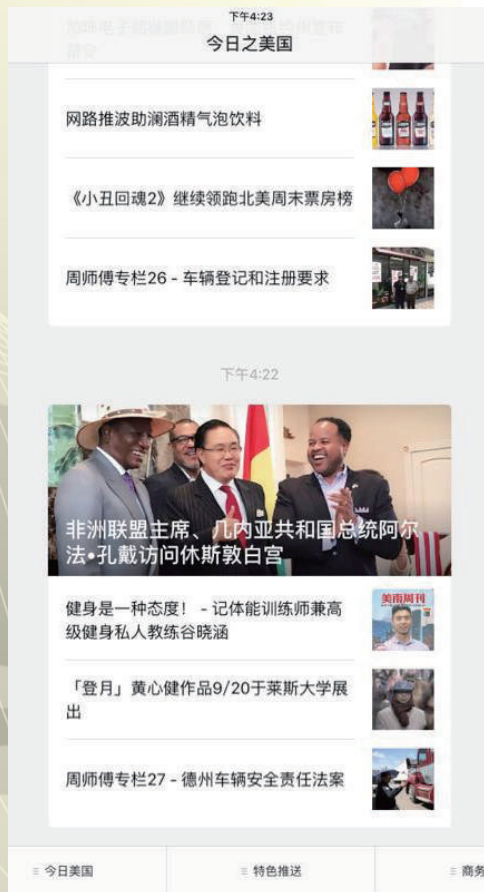 下午4:23
今日之美国
网路推波助澜酒精气泡饮料
《小丑回魂2》继续领跑北美周末票房榜
周师傅专栏26 - 车辆登记和注册要求
下午4:22
非洲联盟主席、几内亚共和国总统阿尔
法•孔戴访问休斯敦白宫
健身是一种态度！ - 记体能训练师兼高
级健身私人教练谷晓涵
美南周刊
「登月」黄心健作品9/20于莱斯大学展
出
周师傅专栏27 - 德州车辆安全责任法案
今日美国
特色推送
商务